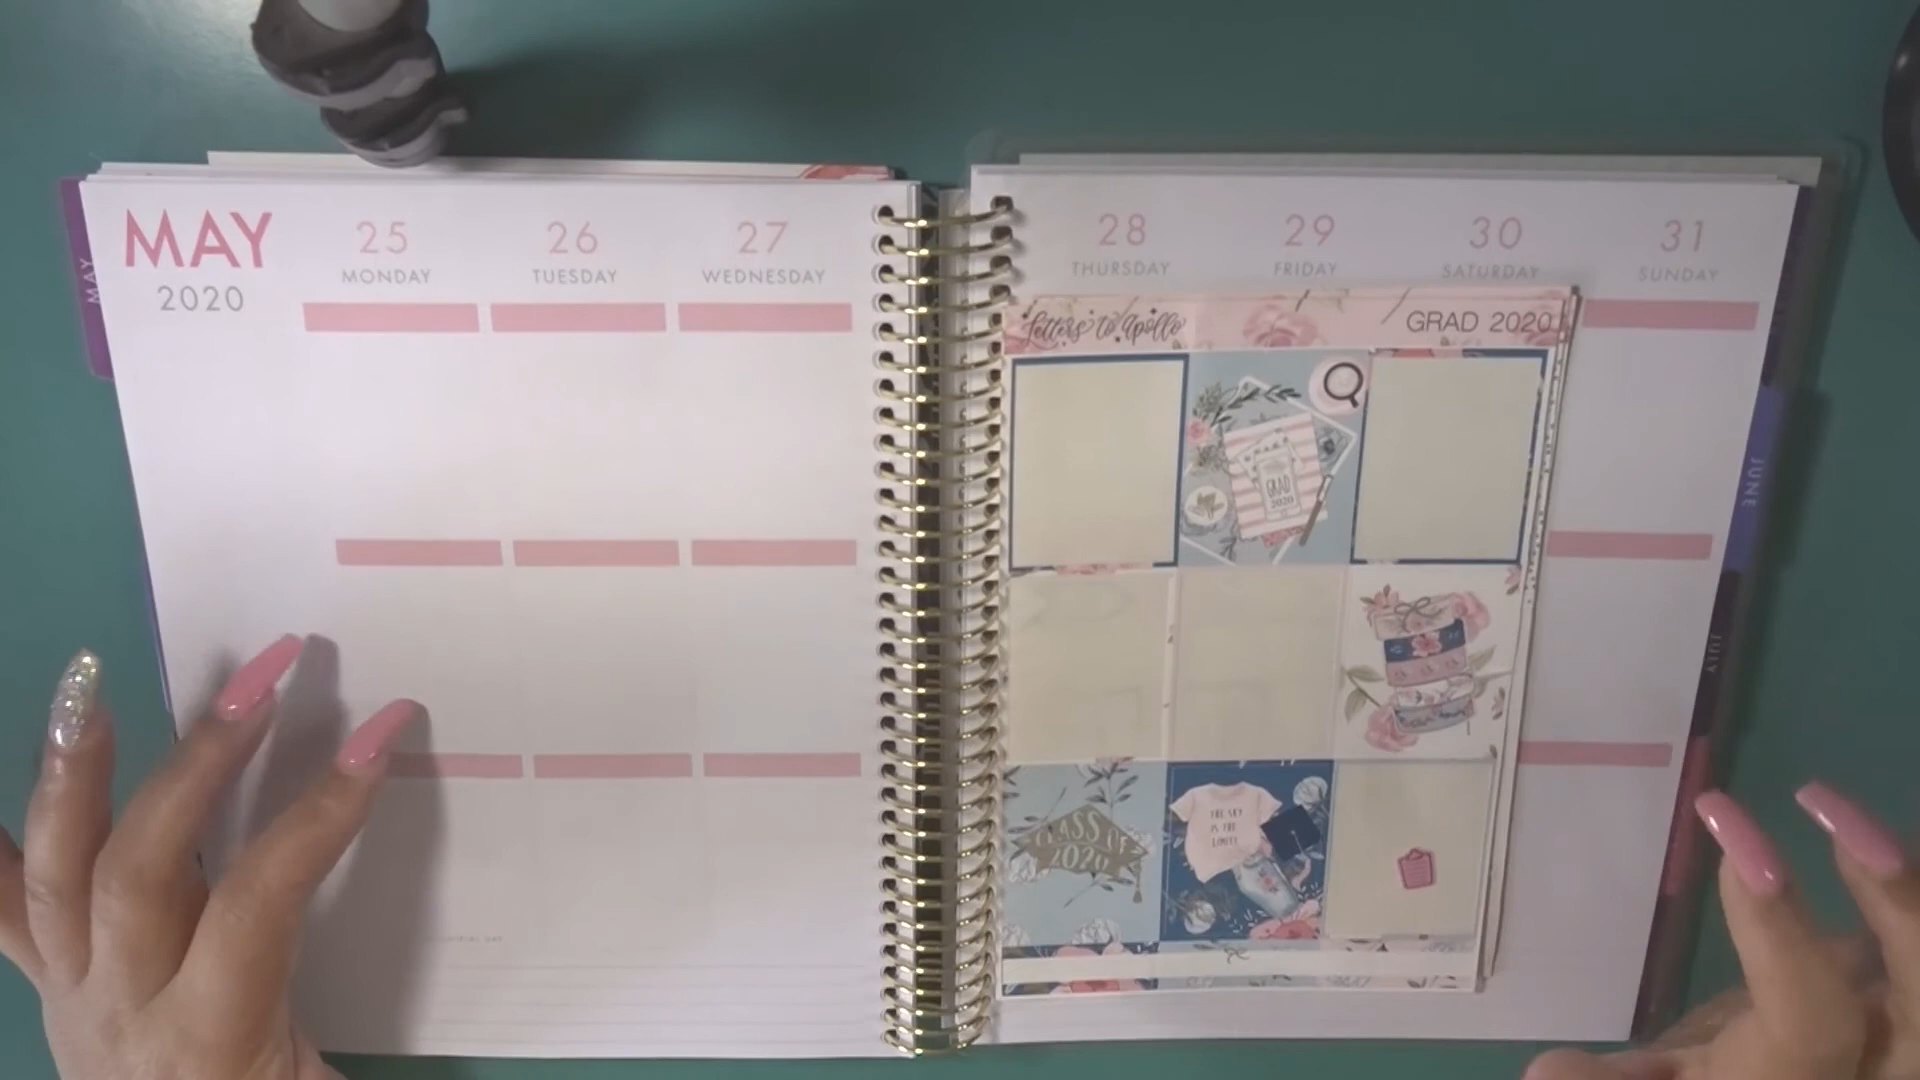 MAY
2020
25
MONDAY
26
TUESDAY
27
WEDNESDAY
28
THURSDAY
29
FRIDAY
30
SATURDAY
31
SUNDAY
MAY
JUNE
JULY
Letters to Apollo
GRAD 2020
GRAD
2020
CLASS OF
2020
THE SKY
IS THE
LIMIT!